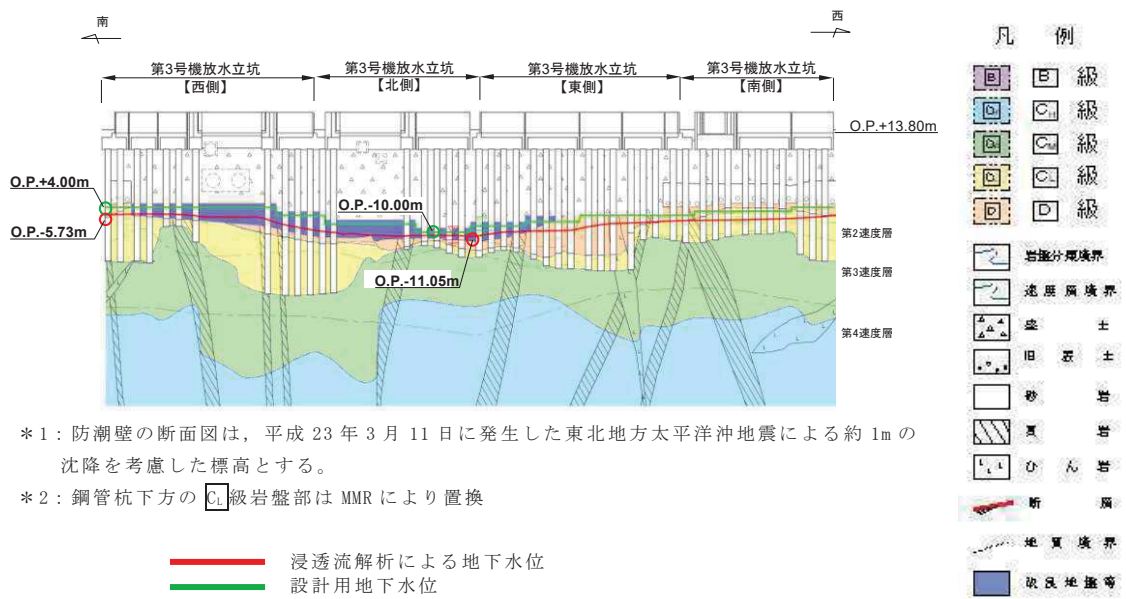 南
西
第3号機放水立坑
【西側】
第3号機放水立坑
【北側】
第3号機放水立坑
【東側】
第3号機放水立坑
【南側】
O.P.+13.80m
O.P.+4.00m
O.P.-10.00m
O.P.-5.73m
O.P.-11.05m
第2速度層
第3速度層
第4速度層
*1:防潮壁の断面図は，平成23年3月11日に発生した東北地方太平洋沖地震による約1mの
沈降を考慮した標高とする。
*2:鋼管杭下方のCL級岩盤部はMMRにより置換
浸透流解析による地下水位
設計用地下水位
凡 例
B B 級
CH CH 級
CM CM 級
CL CL 級
D D 級
岩盤分類境界
速度層境界
盛 土
旧 表 土
砂 岩
頁 岩
ひ ん 岩
断 層
地 質 境 界
改 良 地 盤 等